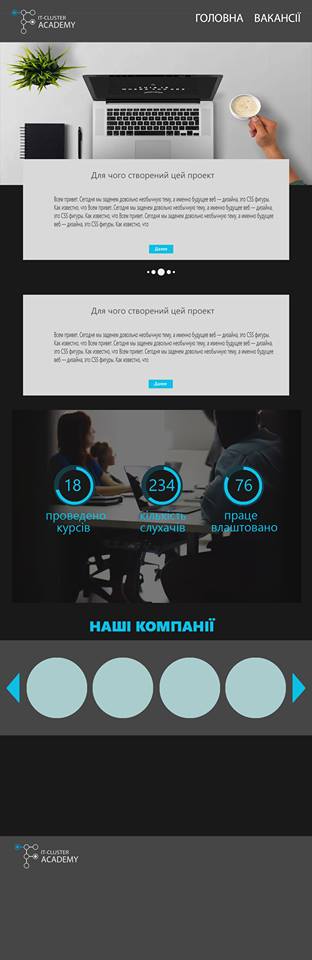 IT-CLUSTER
ACADEMY
ГОЛОВНА ВАКАНСІЇ
Для чого створений цей проект
Всем привет. Сегодня мы заденем довольно необычную тему, а именно будущее веб — дизайна, это CSS фигуры.
Как известно, что Всем привет. Сегодня мы заденем довольно необычную тему, а именно будущее веб — дизайна,
это CSS фигуры. Как известно, что Всем привет. Сегодня мы заденем довольно необычную тему, а именно будущее
веб — дизайна, это CSS фигуры. Как известно, что
Далее
Для чого створений цей проект
Всем привет. Сегодня мы заденем довольно необычную тему, а именно будущее веб — дизайна, это CSS фигуры.
Как известно, что Всем привет. Сегодня мы заденем довольно необычную тему, а именно будущее веб — дизайна,
это CSS фигуры. Как известно, что Всем привет. Сегодня мы заденем довольно необычную тему, а именно будущее
веб — дизайна, это CSS фигуры. Как известно, что
Далее
18 234 76
проведено кількість праце
курсів слухачів влаштовано
НАШІ КОМПАНІЇ
IT-CLUSTER
ACADEMY